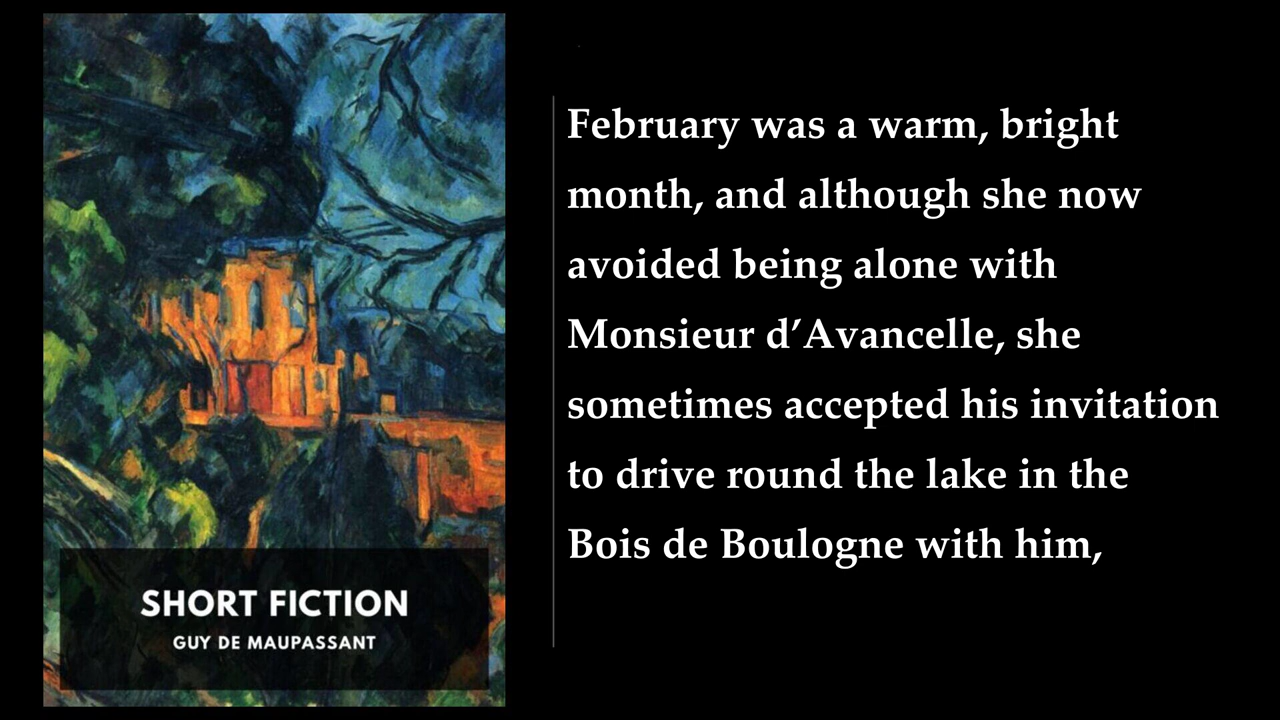 SHORT FICTION
GUY DE MAUPASSANT
February was a warm, bright
month, and although she now
avoided being alone with
Monsieur d’Avancelle, she
sometimes accepted his invitation
to drive round the lake in the
Bois de Boulogne with him,